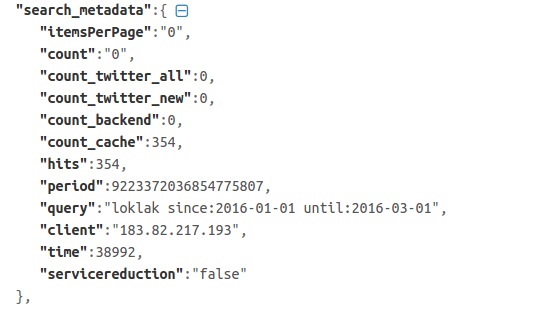 "search_metadata":{
"itemsPerPage":"0",
"count":"0",
"count_twitter_all":0,
"count_twitter_new":0,
"count_backend":0,
"count_cache":354,
"hits":354,
"period":9223372036854775807,
"query":"loklak since:2016-01-01 until:2016-03-01",
"client":"183.82.217.193",
"time":38992,
"servicereduction":"false"
},